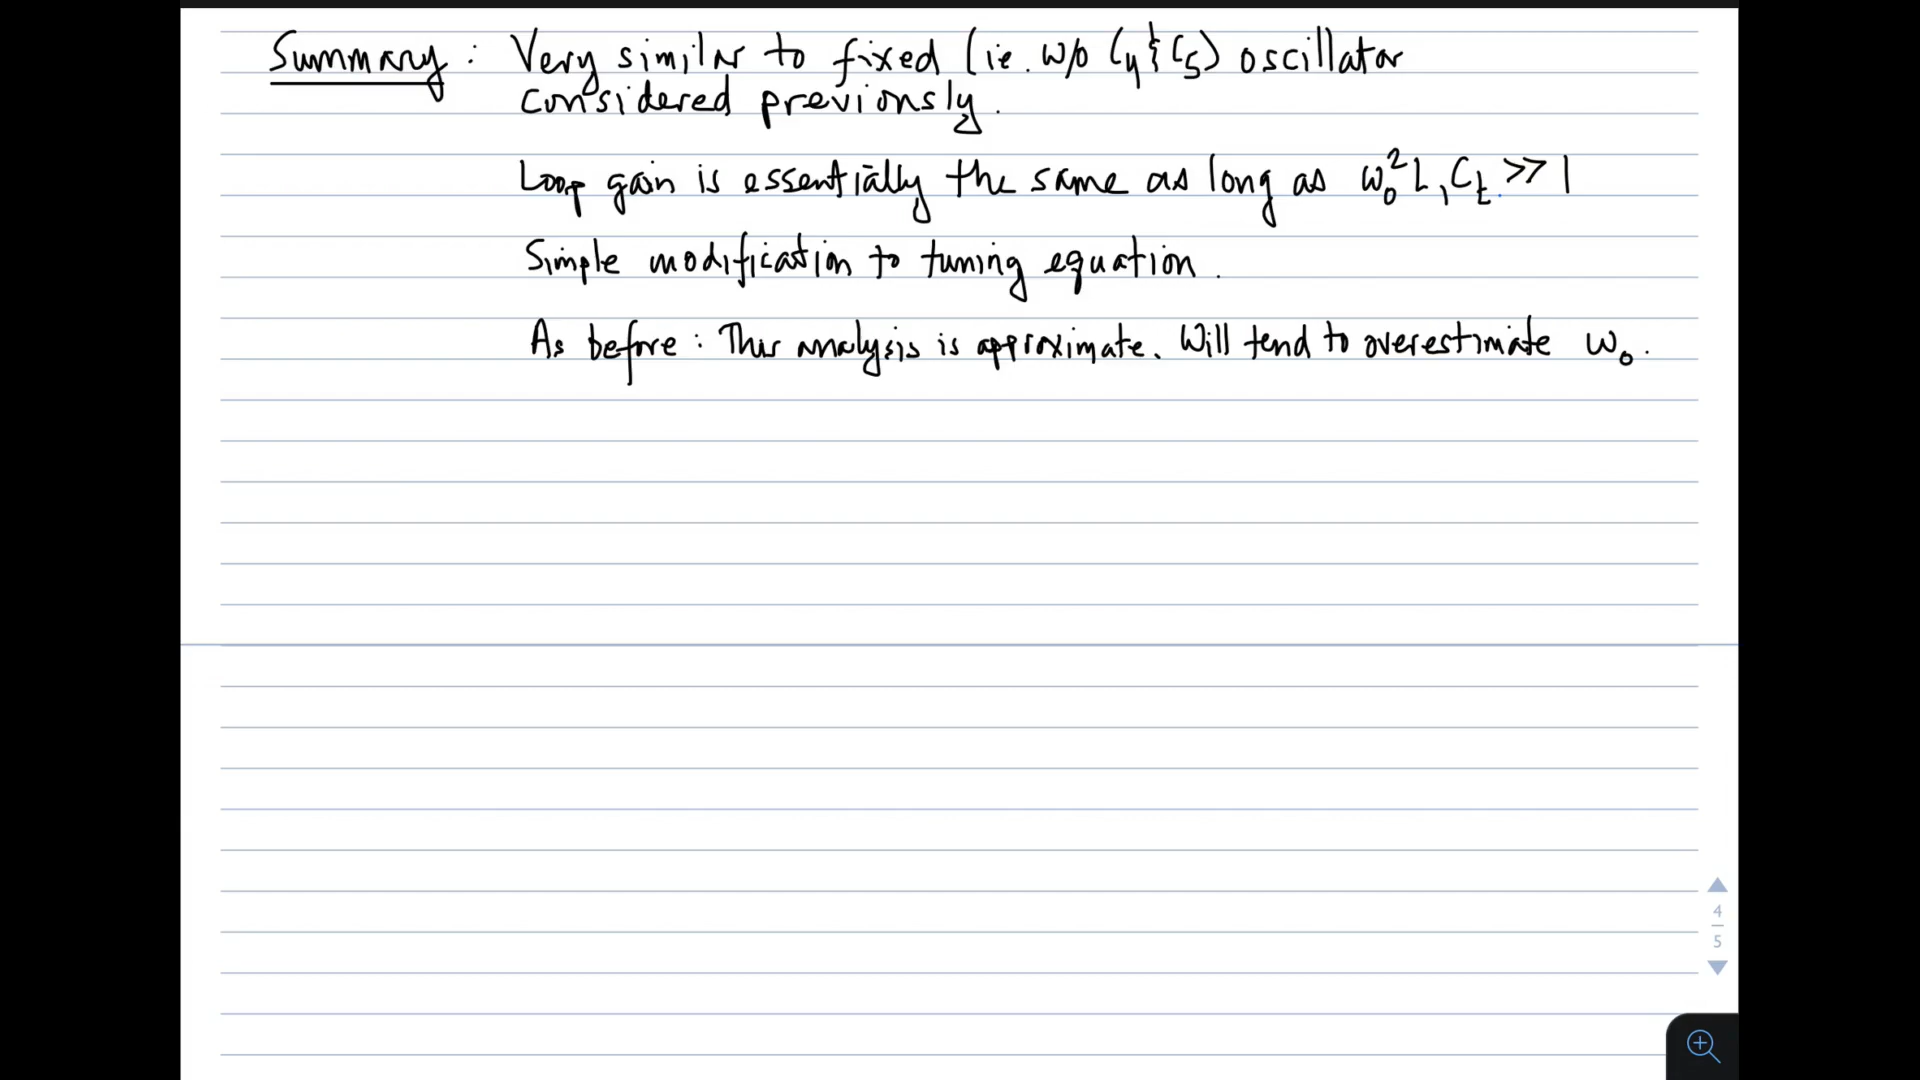 Summary: Very similar to fixed (ie. w/o C₄ & C₅) oscillator
considered previously.
Loop gain is essentially the same as long as ω₀²L₁Cₜ >> 1
Simple modification to tuning equation.
As before: This analysis is approximate. Will tend to overestimate ω₀.
4
5